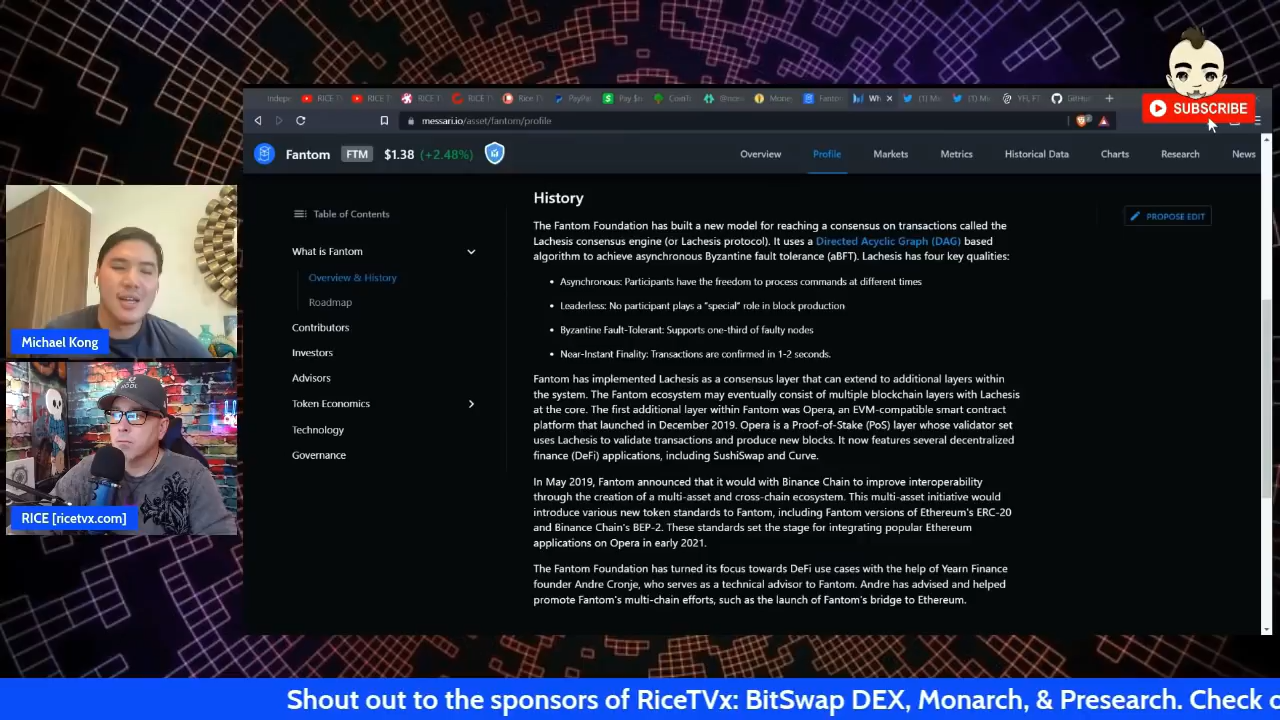 SUBSCRIBE
RICE T
RICE T
RICE T
RICE T
Rice T
PayPa
Pay $n
Mone
Fanton
Wh
(1) M
(1) Mi
YFI, F
GitHu
messari.io/asset/fantom/profile
Fantom FTM $1.38 (+2.48%)
Overview Profile Markets Metrics Historical Data Charts Research News
Table of Contents
What is Fantom
Overview & History
Roadmap
Contributors
Investors
Advisors
Token Economics
Technology
Governance
History
PROPOSE EDIT
The Fantom Foundation has built a new model for reaching a consensus on transactions called the
Lachesis consensus engine (or Lachesis protocol). It uses a Directed Acyclic Graph (DAG) based
algorithm to achieve asynchronous Byzantine fault tolerance (aBFT). Lachesis has four key qualities:
• Asynchronous: Participants have the freedom to process commands at different times
• Leaderless: No participant plays a "special" role in block production
• Byzantine Fault-Tolerant: Supports one-third of faulty nodes
• Near-Instant Finality: Transactions are confirmed in 1-2 seconds.
Fantom has implemented Lachesis as a consensus layer that can extend to additional layers within
the system. The Fantom ecosystem may eventually consist of multiple blockchain layers with Lachesis
at the core. The first additional layer within Fantom was Opera, an EVM-compatible smart contract
platform that launched in December 2019. Opera is a Proof-of-Stake (PoS) layer whose validator set
uses Lachesis to validate transactions and produce new blocks. It now features several decentralized
finance (DeFi) applications, including SushiSwap and Curve.
In May 2019, Fantom announced that it would with Binance Chain to improve interoperability
through the creation of a multi-asset and cross-chain ecosystem. This multi-asset initiative would
introduce various new token standards to Fantom, including Fantom versions of Ethereum's ERC-20
and Binance Chain's BEP-2. These standards set the stage for integrating popular Ethereum
applications on Opera in early 2021.
The Fantom Foundation has turned its focus towards DeFi use cases with the help of Yearn Finance
founder Andre Cronje, who serves as a technical advisor to Fantom. Andre has advised and helped
promote Fantom's multi-chain efforts, such as the launch of Fantom's bridge to Ethereum.
Michael Kong
RICE [ricetvx.com]
Shout out to the sponsors of RiceTVx: BitSwap DEX, Monarch, & Presearch. Check